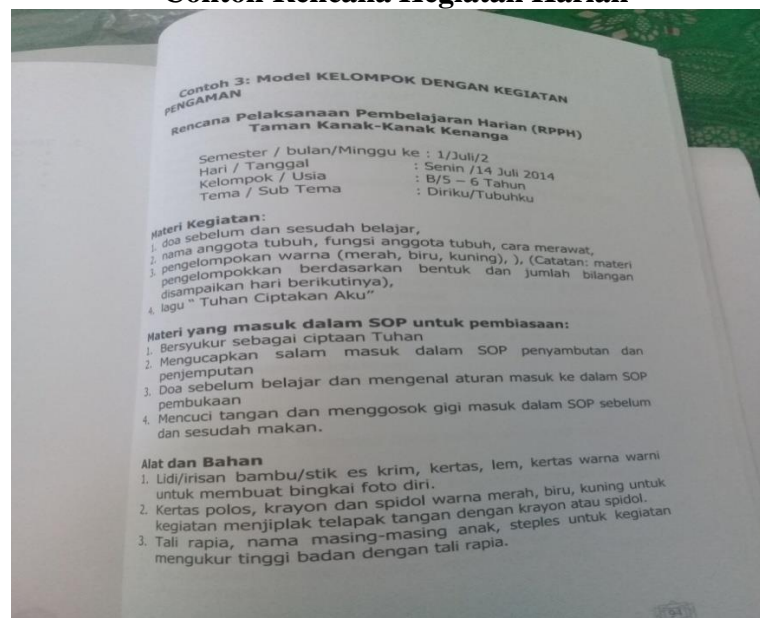 Contoh Rencana Kegiatan Harian
Contoh 3: Model KELOMPOK DENGAN KEGIATAN
PENGAMAN
Rencana Pelaksanaan Pembelajaran Harian (RPPH)
Taman Kanak-Kanak Kenanga
Semester / bulan/Minggu ke : 1/Juli/2
Hari / Tanggal : Senin /14 Juli 2014
Kelompok / Usia : B/5 – 6 Tahun
Tema / Sub Tema : Diriku/Tubuhku
Materi Kegiatan:
1. doa sebelum dan sesudah belajar,
2. nama anggota tubuh, fungsi anggota tubuh, cara merawat,
3. pengelompokan warna (merah, biru, kuning), ), (Catatan: materi
pengelompokkan berdasarkan bentuk dan jumlah bilangan
disampaikan hari berikutinya),
4. lagu " Tuhan Ciptakan Aku"
Materi yang masuk dalam SOP untuk pembiasaan:
1. Bersyukur sebagai ciptaan Tuhan
2. Mengucapkan salam masuk dalam SOP penyambutan dan
penjemputan
3. Doa sebelum belajar dan mengenal aturan masuk ke dalam SOP
pembukaan
4. Mencuci tangan dan menggosok gigi masuk dalam SOP sebelum
dan sesudah makan.
Alat dan Bahan
1. Lidi/irisan bambu/stik es krim, kertas, lem, kertas warna warni
untuk membuat bingkai foto diri.
2. Kertas polos, krayon dan spidol warna merah, biru, kuning untuk
kegiatan menjiplak telapak tangan dengan krayon atau spidol.
3. Tali rapia, nama masing-masing anak, steples untuk kegiatan
mengukur tinggi badan dengan tali rapia.